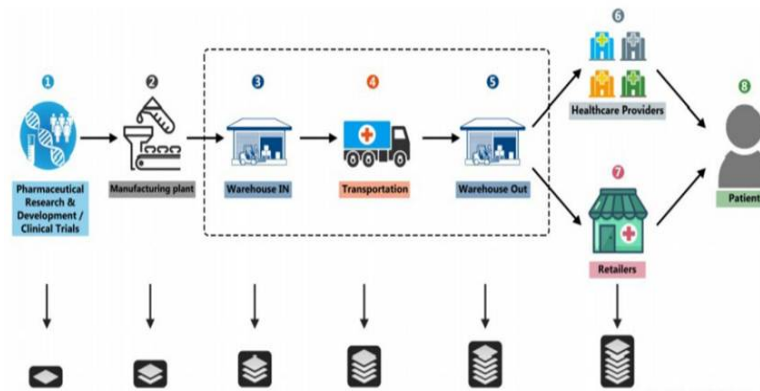 1
2
3
4
5
6
7
8
Pharmaceutical
Research &
Development /
Clinical Trials
Manufacturing plant
Warehouse IN
Transportation
Warehouse Out
Healthcare Providers
Retailers
Patient